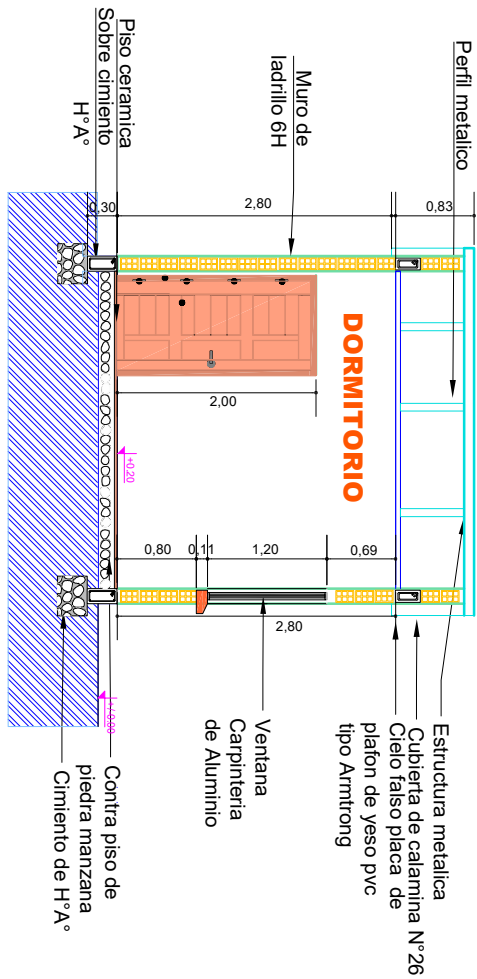 Perfil metalico
Muro de
ladrillo 6H
Piso ceramica
Sobre cimiento
H°A°
0,83
2,80
0,30
DORMITORIO
2,00
+0.20
0,69
1,20
0,11
0,80
2,80
+/-0.00
Estructura metalica
Cubierta de calamina N°26
Cielo falso placa de
plafon de yeso pvc
tipo Armtrong
Ventana
Carpinteria
de Aluminio
Contra piso de
piedra manzana
Cimiento de H°A°